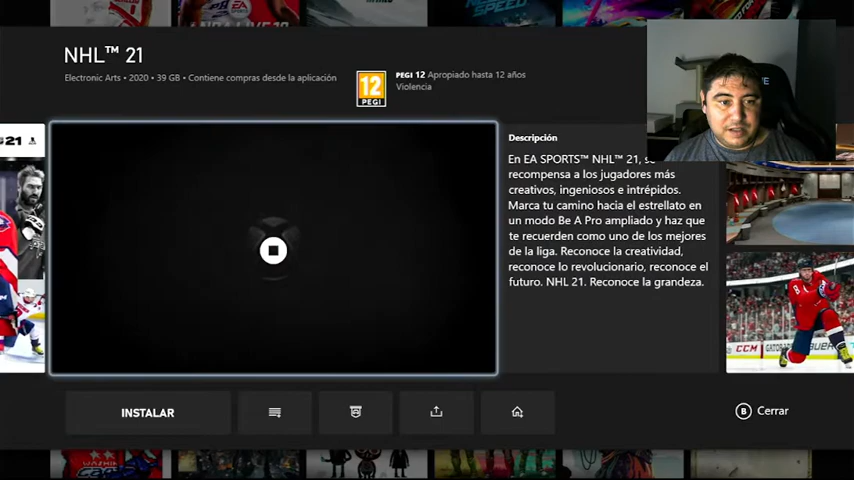 NHL™ 21
Electronic Arts • 2020 • 39 GB • Contiene compras desde la aplicación
12
PEGI
PEGI 12 Apropiado hasta 12 años
Violencia
21
Descripción
En EA SPORTS™ NHL™ 21, se
recompensa a los jugadores más
creativos, ingeniosos e intrépidos.
Marca tu camino hacia el estrellato en
un modo Be A Pro ampliado y haz que
te recuerden como uno de los mejores
de la liga. Reconoce la creatividad,
reconoce lo revolucionario, reconoce el
futuro. NHL 21. Reconoce la grandeza.
CCM
INSTALAR
B Cerrar